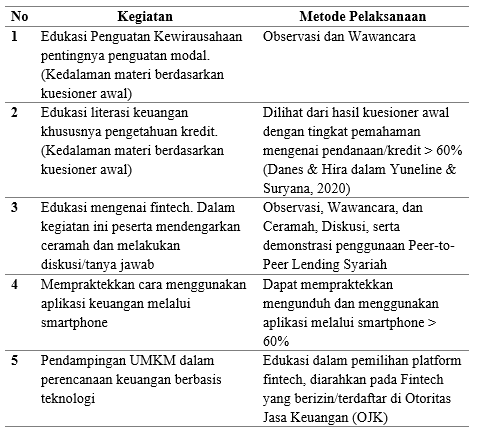 No Kegiatan Metode Pelaksanaan
1 Edukasi Penguatan Kewirausahaan Observasi dan Wawancara
pentingnya penguatan modal.
(Kedalaman materi berdasarkan
kuesioner awal)
2 Edukasi literasi keuangan Dilihat dari hasil kuesioner awal
khususnya pengetahuan kredit. dengan tingkat pemahaman
(Kedalaman materi berdasarkan mengenai pendanaan/kredit > 60%
kuesioner awal) (Danes & Hira dalam Yuneline &
Suryana, 2020)
3 Edukasi mengenai fintech. Dalam Observasi, Wawancara, dan
kegiatan ini peserta mendengarkan Ceramah, Diskusi, serta
ceramah dan melakukan demonstrasi penggunaan Peer-to-
diskusi/tanya jawab Peer Lending Syariah
4 Mempraktekkan cara menggunakan Dapat mempraktekkan
aplikasi keuangan melalui mengunduh dan menggunakan
smartphone aplikasi melalui smartphone >
60%
5 Pendampingan UMKM dalam Edukasi dalam pemilihan platform
perencanaan keuangan berbasis fintech, diarahkan pada Fintech
teknologi yang berizin/terdaftar di Otoritas
Jasa Keuangan (OJK)